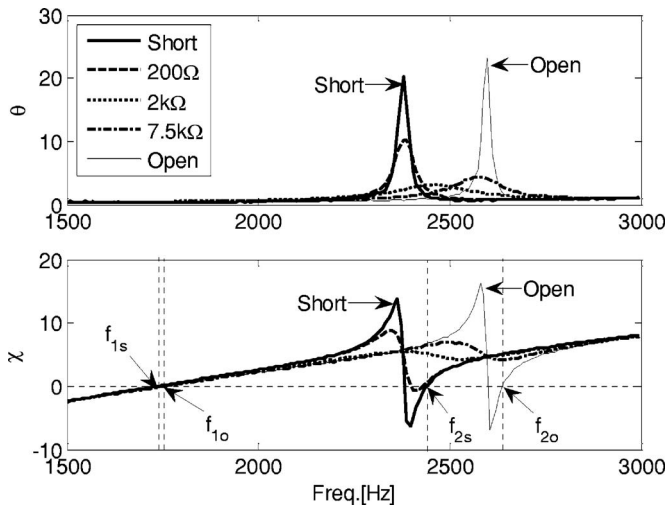 30
20
10
0
θ
Short
200Ω
2kΩ
7.5kΩ
Open
Short
Open
1500
2000
2500
3000
20
10
0
-10
χ
Short
Open
f1s
f1o
f2s
f2o
1500
2000
2500
3000
Freq.[Hz]